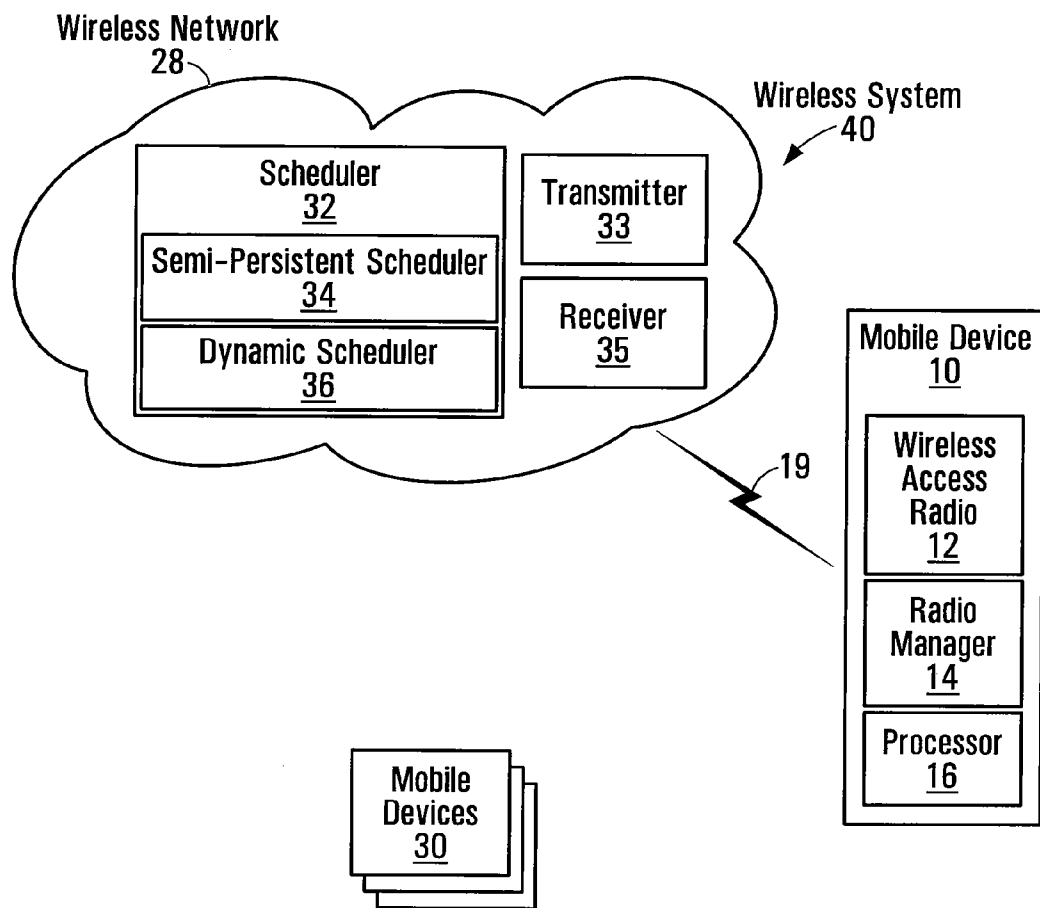 Wireless Network
28
Wireless System
40
Scheduler
32
Semi-Persistent Scheduler
34
Dynamic Scheduler
36
Transmitter
33
Receiver
35
19
Mobile Device
10
Wireless
Access
Radio
12
Radio
Manager
14
Processor
16
Mobile
Devices
30